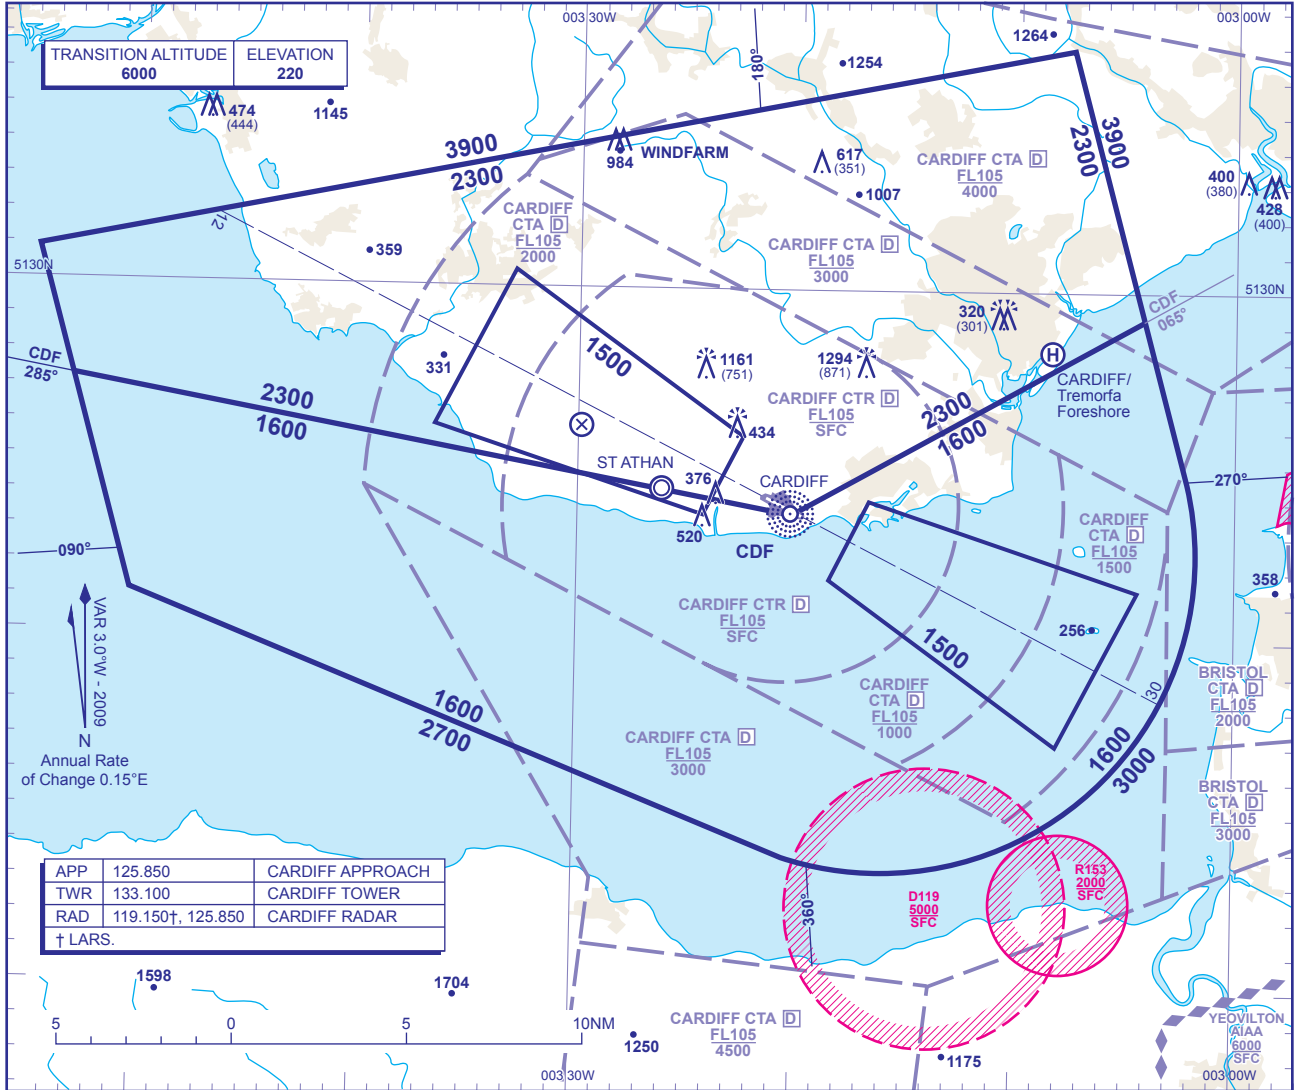 003 30W
003 00W
TRANSITION ALTITUDE
6000
ELEVATION
220
1264
1254
180°
474
(444)
1145
3900
2300
984
WINDFARM
617
(351)
1007
CARDIFF CTA D
FL105
4000
3900
2300
400
(380)
428
(400)
12
359
CARDIFF
CTA D
FL105
2000
CARDIFF CTA D
FL105
3000
5130N
5130N
CDF
065°
320
(301)
H
CARDIFF/
Tremorfa
Foreshore
CDF
285°
331
1500
1161
(751)
1294
(871)
CARDIFF CTR D
FL105
SFC
2300
1600
2300
1600
434
ST ATHAN
376
CARDIFF
520
CDF
270°
090°
CARDIFF
CTA D
FL105
1500
358
VAR 3.0°W - 2009
N
Annual Rate
of Change 0.15°E
CARDIFF CTR D
FL105
SFC
256
1500
30
CARDIFF
CTA D
FL105
1000
BRISTOL
CTA D
FL105
2000
1600
2700
CARDIFF CTA D
FL105
3000
1600
3000
BRISTOL
CTA D
FL105
3000
APP 125.850 CARDIFF APPROACH
TWR 133.100 CARDIFF TOWER
RAD 119.150†, 125.850 CARDIFF RADAR
† LARS.
360°
D119
5000
SFC
R153
2000
SFC
1598
1704
5 0 5 10NM
1250
CARDIFF CTA D
FL105
4500
1175
YEOVILTON
AIAA
6000
SFC
003 30W
003 00W